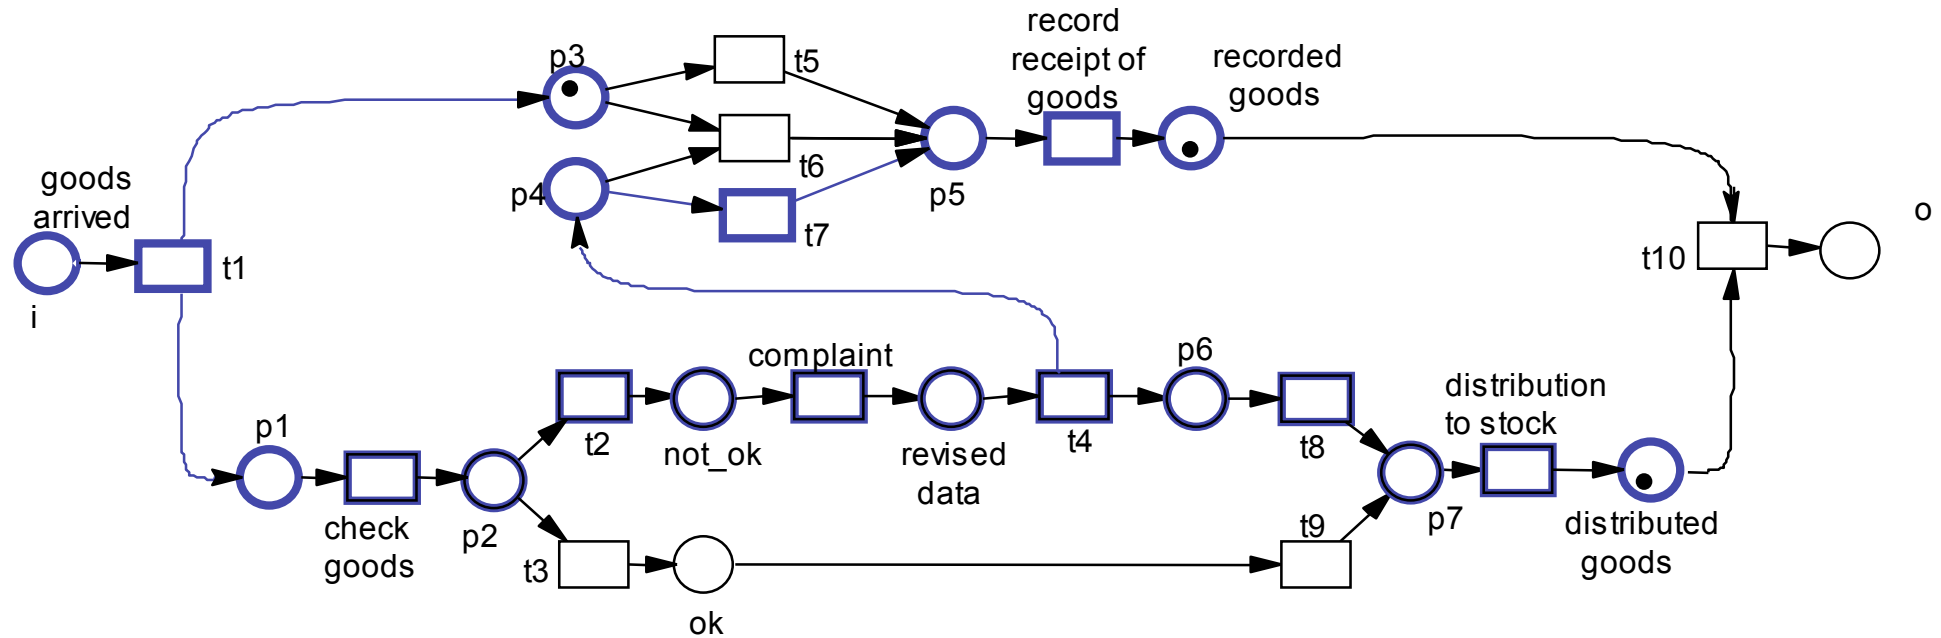 record
receipt of
goods
recorded
goods
p3
t5
t6
p4
t7
p5
goods
arrived
t1
i
o
t10
complaint
p6
distribution
to stock
p1
t2
not_ok
revised
data
t4
t8
check
goods
p2
t3
ok
t9
p7
distributed
goods